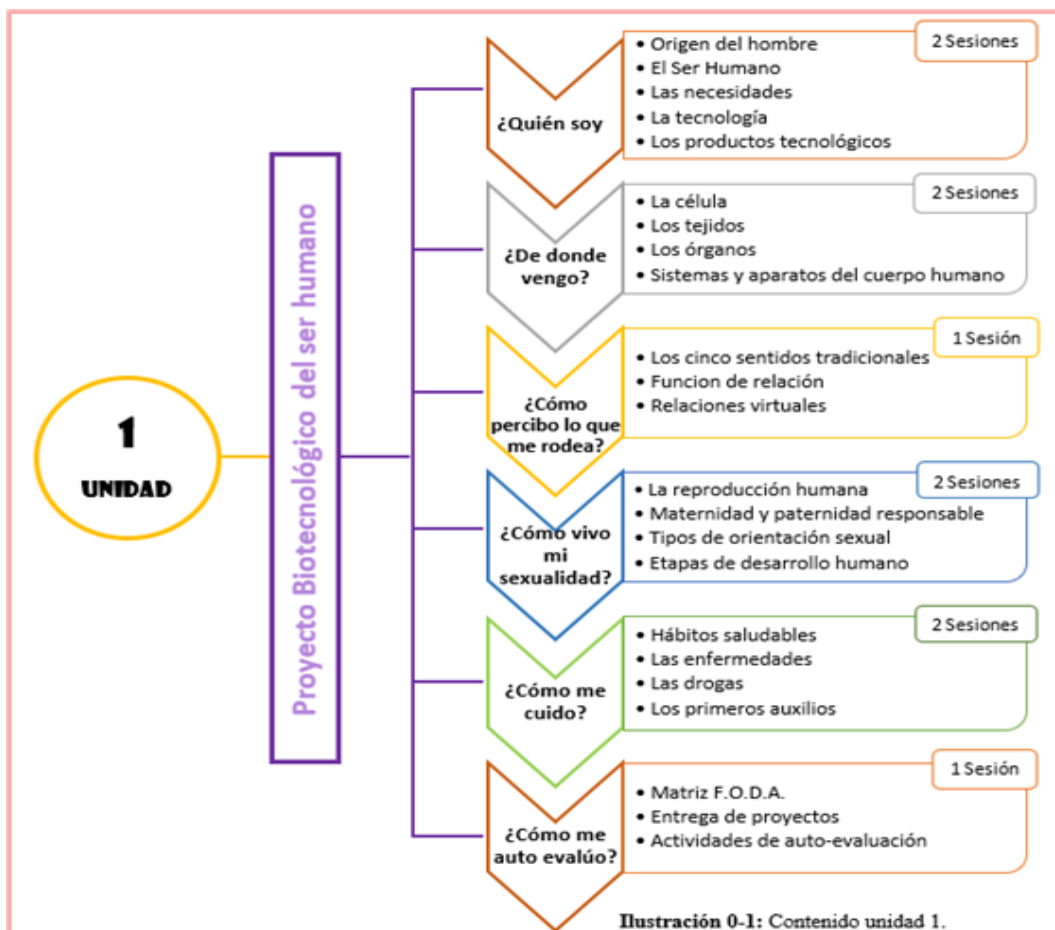 1
UNIDAD
Proyecto Biotecnológico del ser humano
¿Quién soy
2 Sesiones
• Origen del hombre
• El Ser Humano
• Las necesidades
• La tecnología
• Los productos tecnológicos
¿De donde
vengo?
2 Sesiones
• La célula
• Los tejidos
• Los órganos
• Sistemas y aparatos del cuerpo humano
¿Cómo
percibo lo que
me rodea?
1 Sesión
• Los cinco sentidos tradicionales
• Funcion de relación
• Relaciones virtuales
¿Cómo vivo
mi
sexualidad?
2 Sesiones
• La reproducción humana
• Maternidad y paternidad responsable
• Tipos de orientación sexual
• Etapas de desarrollo humano
¿Cómo me
cuido?
2 Sesiones
• Hábitos saludables
• Las enfermedades
• Las drogas
• Los primeros auxilios
¿Cómo me
auto evalúo?
1 Sesión
• Matriz F.O.D.A.
• Entrega de proyectos
• Actividades de auto-evaluación
Ilustración 0-1: Contenido unidad 1.